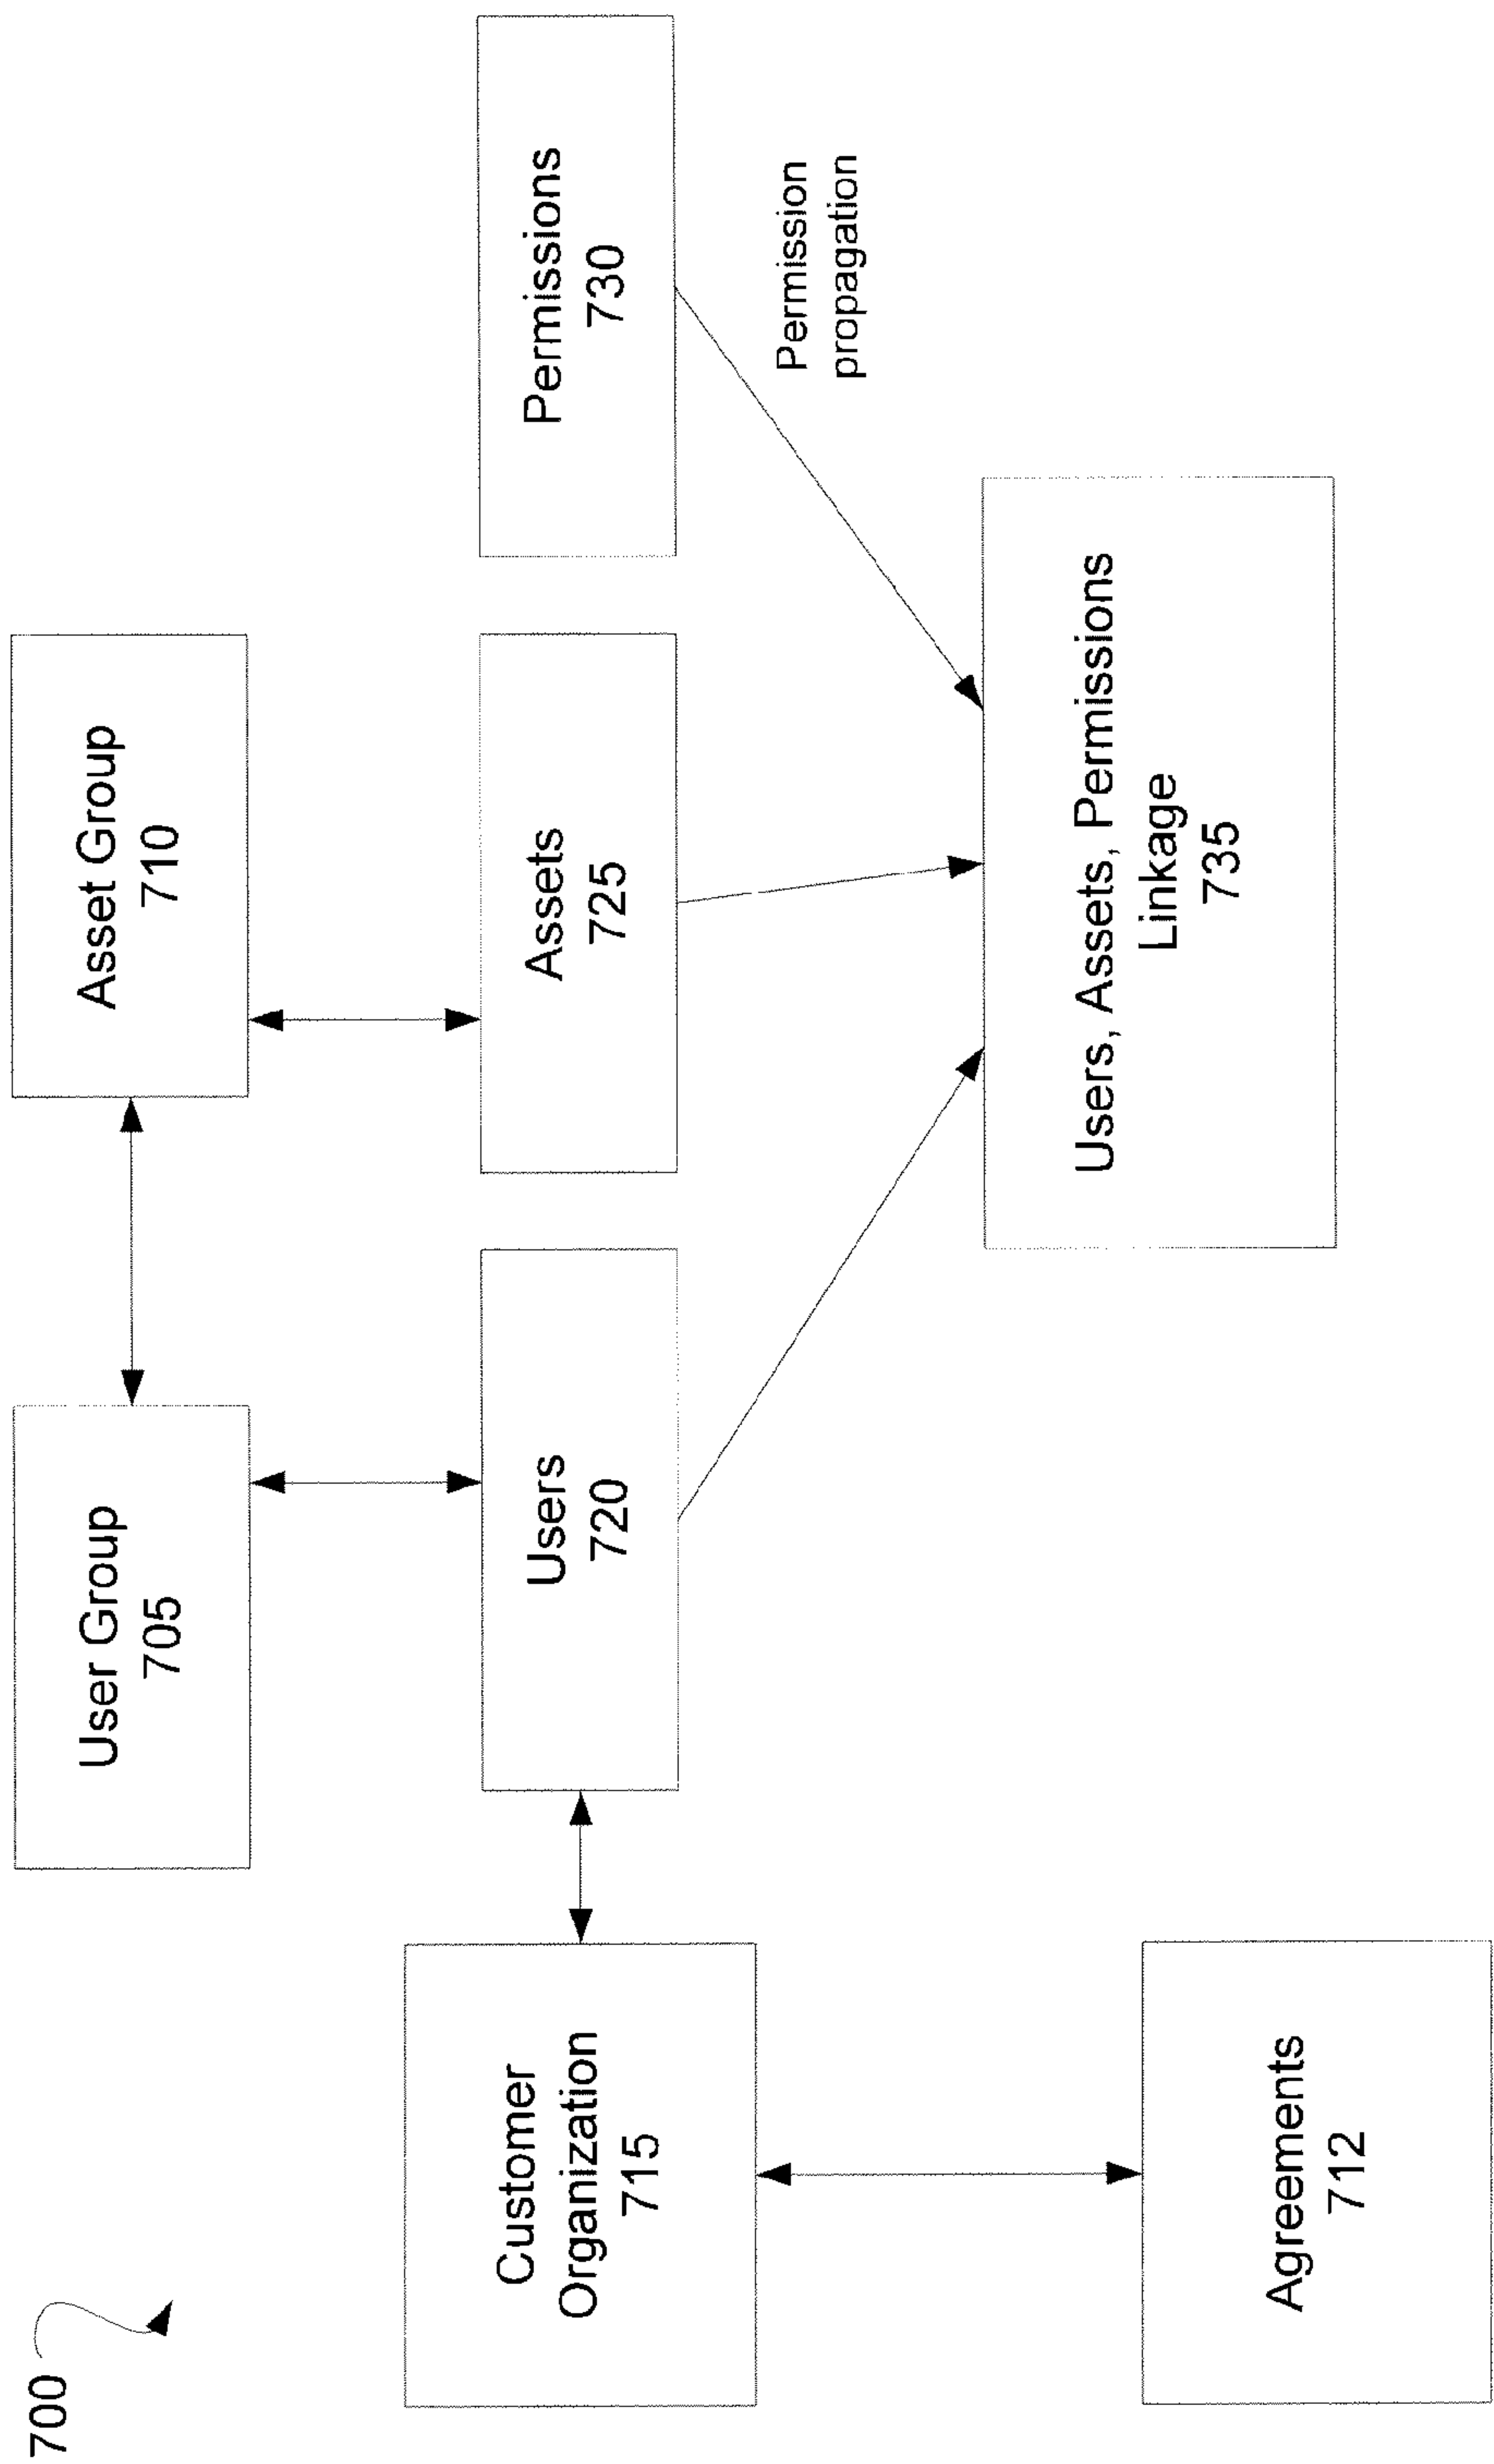 700
User Group
705
Asset Group
710
Customer
Organization
715
Users
720
Assets
725
Permissions
730
Permission
propagation
Users, Assets, Permissions
Linkage
735
Agreements
712